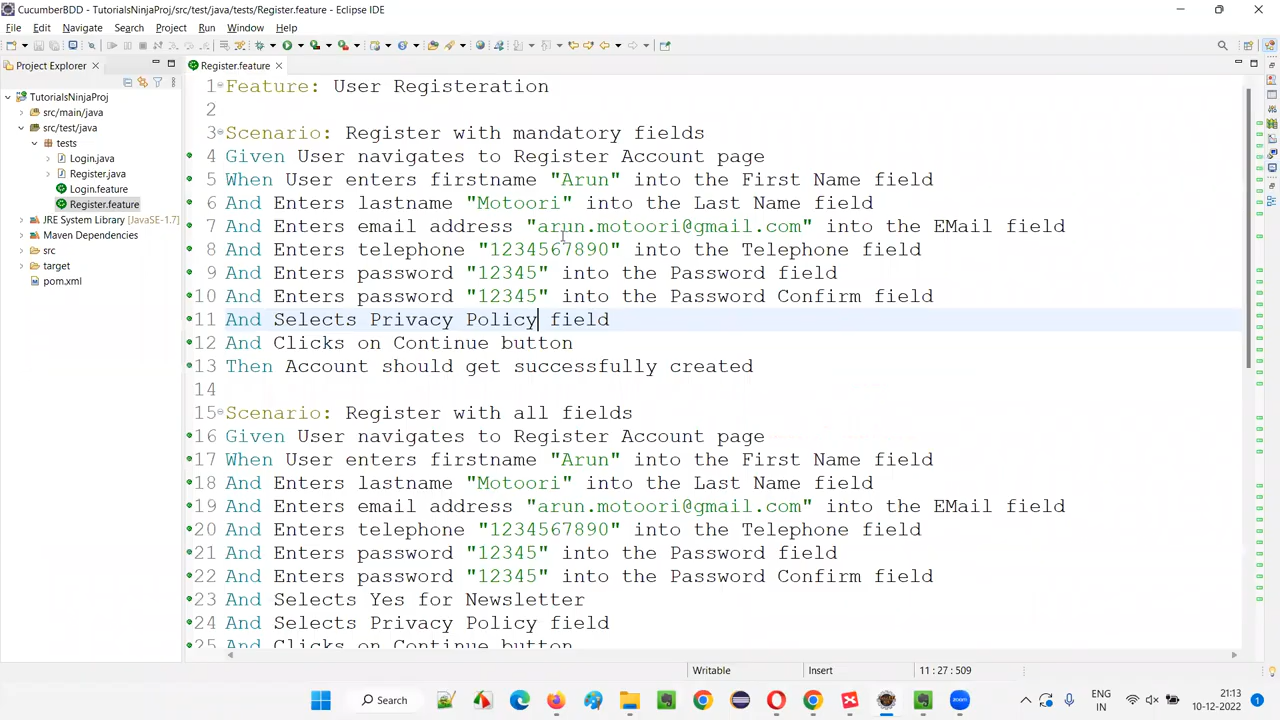 CucumberBDD - TutorialsNinjaProj/src/test/java/tests/Register.feature - Eclipse IDE
File Edit Navigate Search Project Run Window Help
Project Explorer
Register.feature
TutorialsNinjaProj
src/main/java
src/test/java
tests
Login.java
Register.java
Login.feature
Register.feature
JRE System Library [JavaSE-1.7]
Maven Dependencies
src
target
pom.xml
1 Feature: User Registeration
2
3 Scenario: Register with mandatory fields
4 Given User navigates to Register Account page
5 When User enters firstname "Arun" into the First Name field
6 And Enters lastname "Motoori" into the Last Name field
7 And Enters email address "arun.motoori@gmail.com" into the EMail field
8 And Enters telephone "1234567890" into the Telephone field
9 And Enters password "12345" into the Password field
10 And Enters password "12345" into the Password Confirm field
11 And Selects Privacy Policy field
12 And Clicks on Continue button
13 Then Account should get successfully created
14
15 Scenario: Register with all fields
16 Given User navigates to Register Account page
17 When User enters firstname "Arun" into the First Name field
18 And Enters lastname "Motoori" into the Last Name field
19 And Enters email address "arun.motoori@gmail.com" into the EMail field
20 And Enters telephone "1234567890" into the Telephone field
21 And Enters password "12345" into the Password field
22 And Enters password "12345" into the Password Confirm field
23 And Selects Yes for Newsletter
24 And Selects Privacy Policy field
25 And Clicks on Continue button
Writable Insert 11 : 27 : 509
Search
ENG
IN
21:13
10-12-2022
1